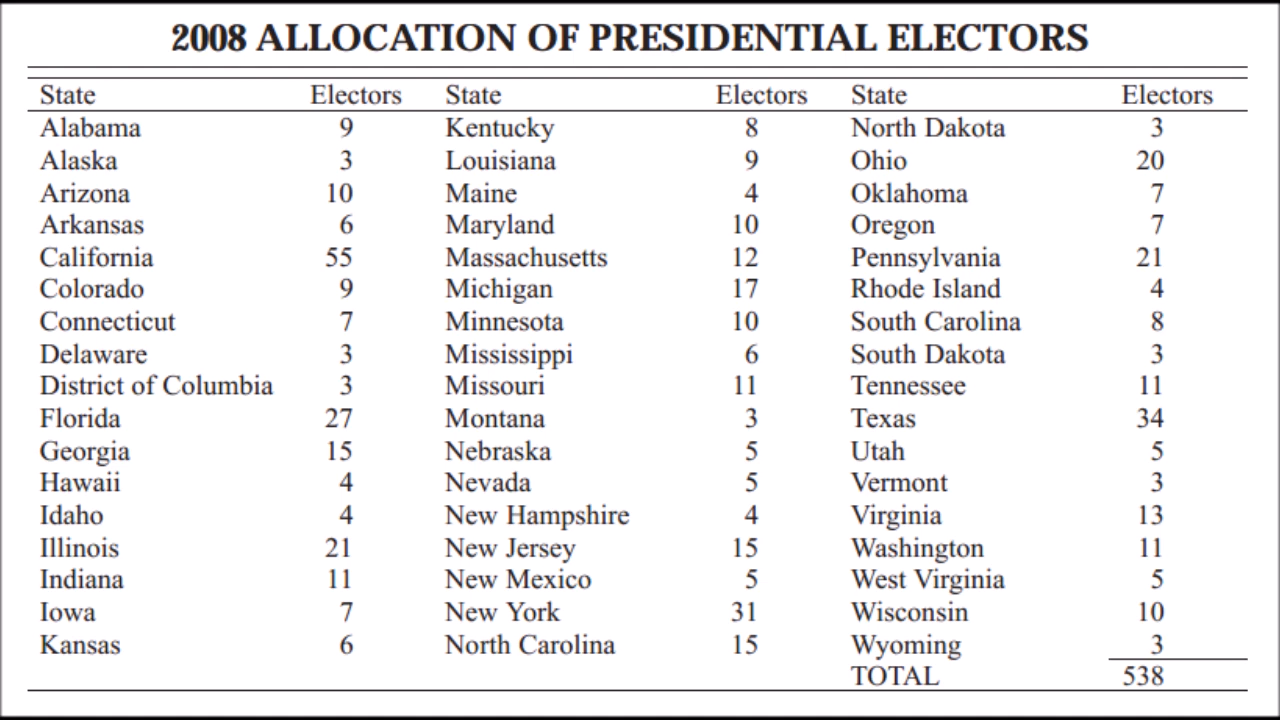 2008 ALLOCATION OF PRESIDENTIAL ELECTORS
State Electors State Electors State Electors
Alabama 9 Kentucky 8 North Dakota 3
Alaska 3 Louisiana 9 Ohio 20
Arizona 10 Maine 4 Oklahoma 7
Arkansas 6 Maryland 10 Oregon 7
California 55 Massachusetts 12 Pennsylvania 21
Colorado 9 Michigan 17 Rhode Island 4
Connecticut 7 Minnesota 10 South Carolina 8
Delaware 3 Mississippi 6 South Dakota 3
District of Columbia 3 Missouri 11 Tennessee 11
Florida 27 Montana 3 Texas 34
Georgia 15 Nebraska 5 Utah 5
Hawaii 4 Nevada 5 Vermont 3
Idaho 4 New Hampshire 4 Virginia 13
Illinois 21 New Jersey 15 Washington 11
Indiana 11 New Mexico 5 West Virginia 5
Iowa 7 New York 31 Wisconsin 10
Kansas 6 North Carolina 15 Wyoming 3
TOTAL 538